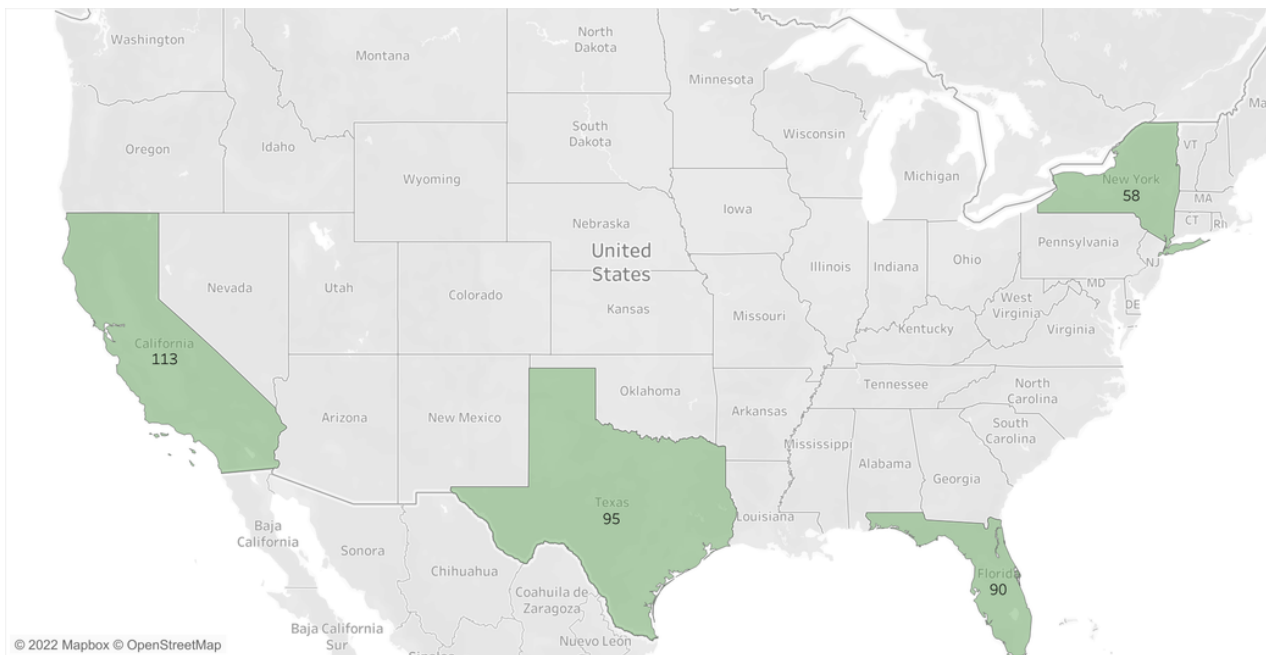 Washington
Montana
North
Dakota
Minnesota
Ma
Oregon
Idaho
South
Dakota
Wisconsin
VT
Wyoming
Michigan
New York
58
MA
Iowa
CT
RI
Nebraska
United
States
Pennsylvania
NJ
Nevada
Utah
Colorado
Illinois
Indiana
Ohio
MD
DE
Kansas
Missouri
West
Virginia
Virginia
California
113
Kentucky
Oklahoma
Tennessee
North
Carolina
Arizona
New Mexico
Arkansas
South
Carolina
Mississippi
Alabama
Georgia
Texas
95
Louisiana
Baja
California
Sonora
Chihuahua
Florida
90
Coahuila de
Zaragoza
Baja California
Sur
Nuevo León
© 2022 Mapbox © OpenStreetMap